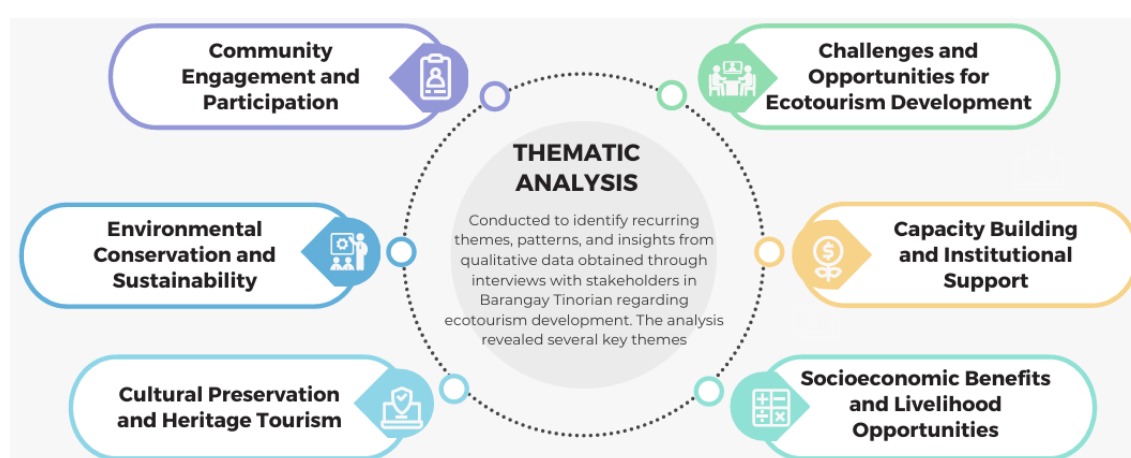 Community
Engagement and
Participation
Challenges and
Opportunities for
Ecotourism Development
THEMATIC
ANALYSIS
Conducted to identify recurring
themes, patterns, and insights from
qualitative data obtained through
interviews with stakeholders in
Barangay Tinorian regarding
ecotourism development. The analysis
revealed several key themes
Environmental
Conservation and
Sustainability
Capacity Building
and Institutional
Support
Cultural Preservation
and Heritage Tourism
Socioeconomic Benefits
and Livelihood
Opportunities